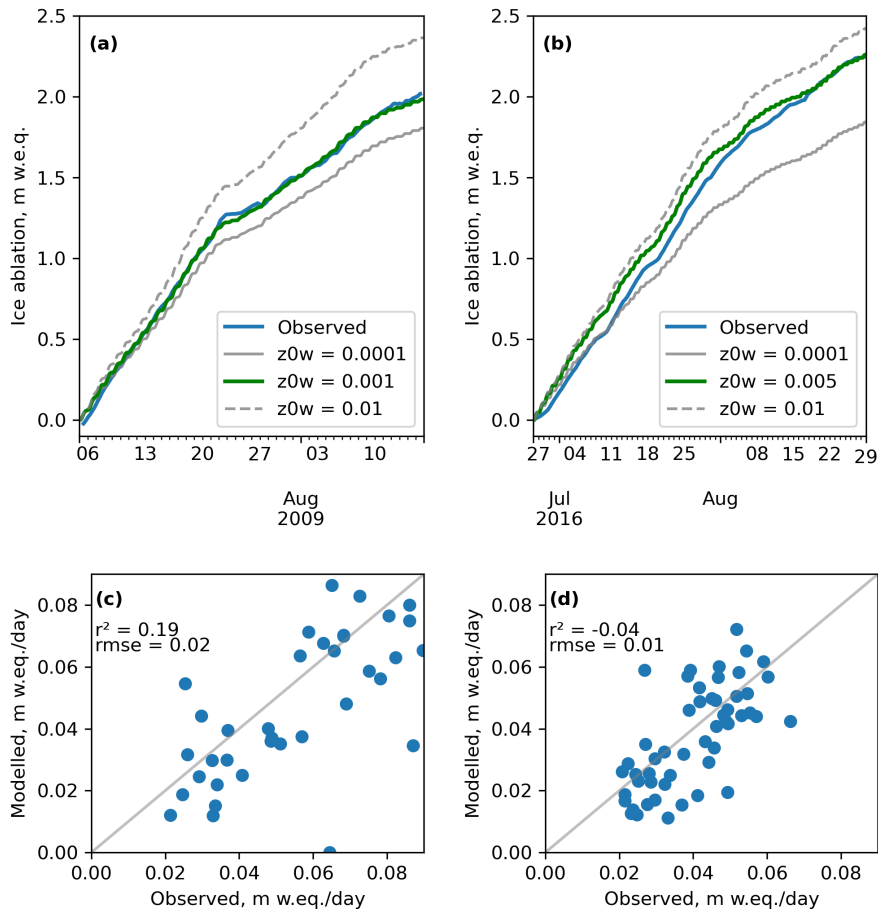 (a)
2.5
2.0
1.5
1.0
0.5
0.0
Ice ablation, m w.e.q.
Observed
z0w = 0.0001
z0w = 0.001
z0w = 0.01
06 13 20 27 03 10
Aug
2009
(b)
2.5
2.0
1.5
1.0
0.5
0.0
Ice ablation, m w.e.q.
Observed
z0w = 0.0001
z0w = 0.005
z0w = 0.01
27 04 11 18 25 08 15 22 29
Jul Aug
2016
(c)
r² = 0.19
rmse = 0.02
0.08
0.06
0.04
0.02
0.00
Modelled, m w.eq./day
0.00 0.02 0.04 0.06 0.08
Observed, m w.eq./day
(d)
r² = -0.04
rmse = 0.01
0.08
0.06
0.04
0.02
0.00
Modelled, m w.eq./day
0.00 0.02 0.04 0.06 0.08
Observed, m w.eq./day